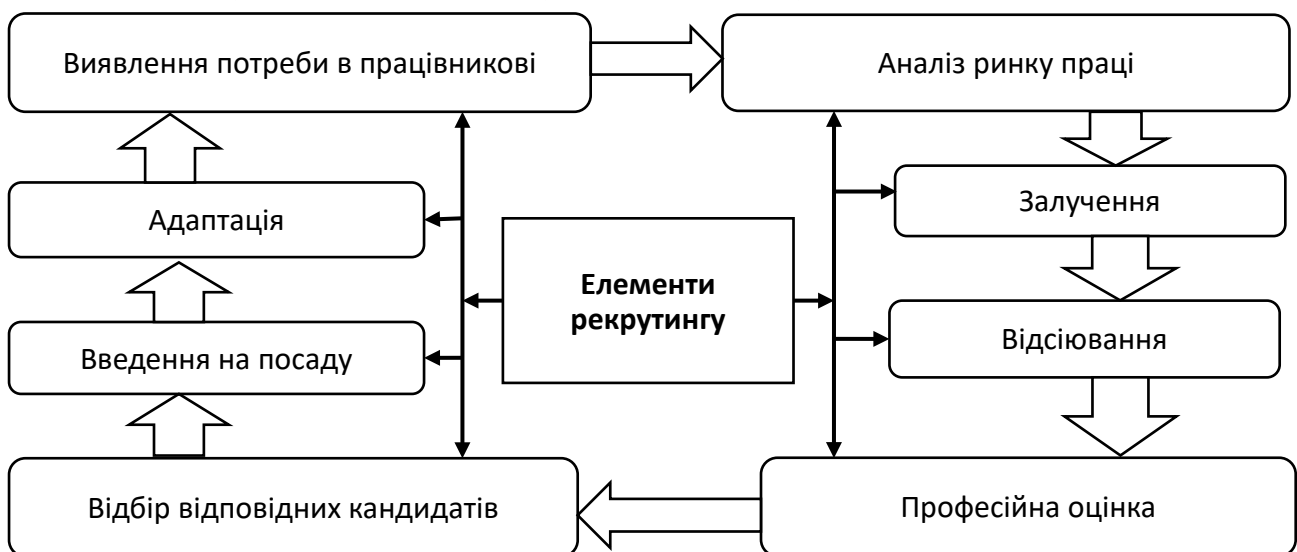 Виявлення потреби в працівникові
Аналіз ринку праці
Залучення
Адаптація
Елементи
рекрутингу
Введення на посаду
Відсіювання
Відбір відповідних кандидатів
Професійна оцінка